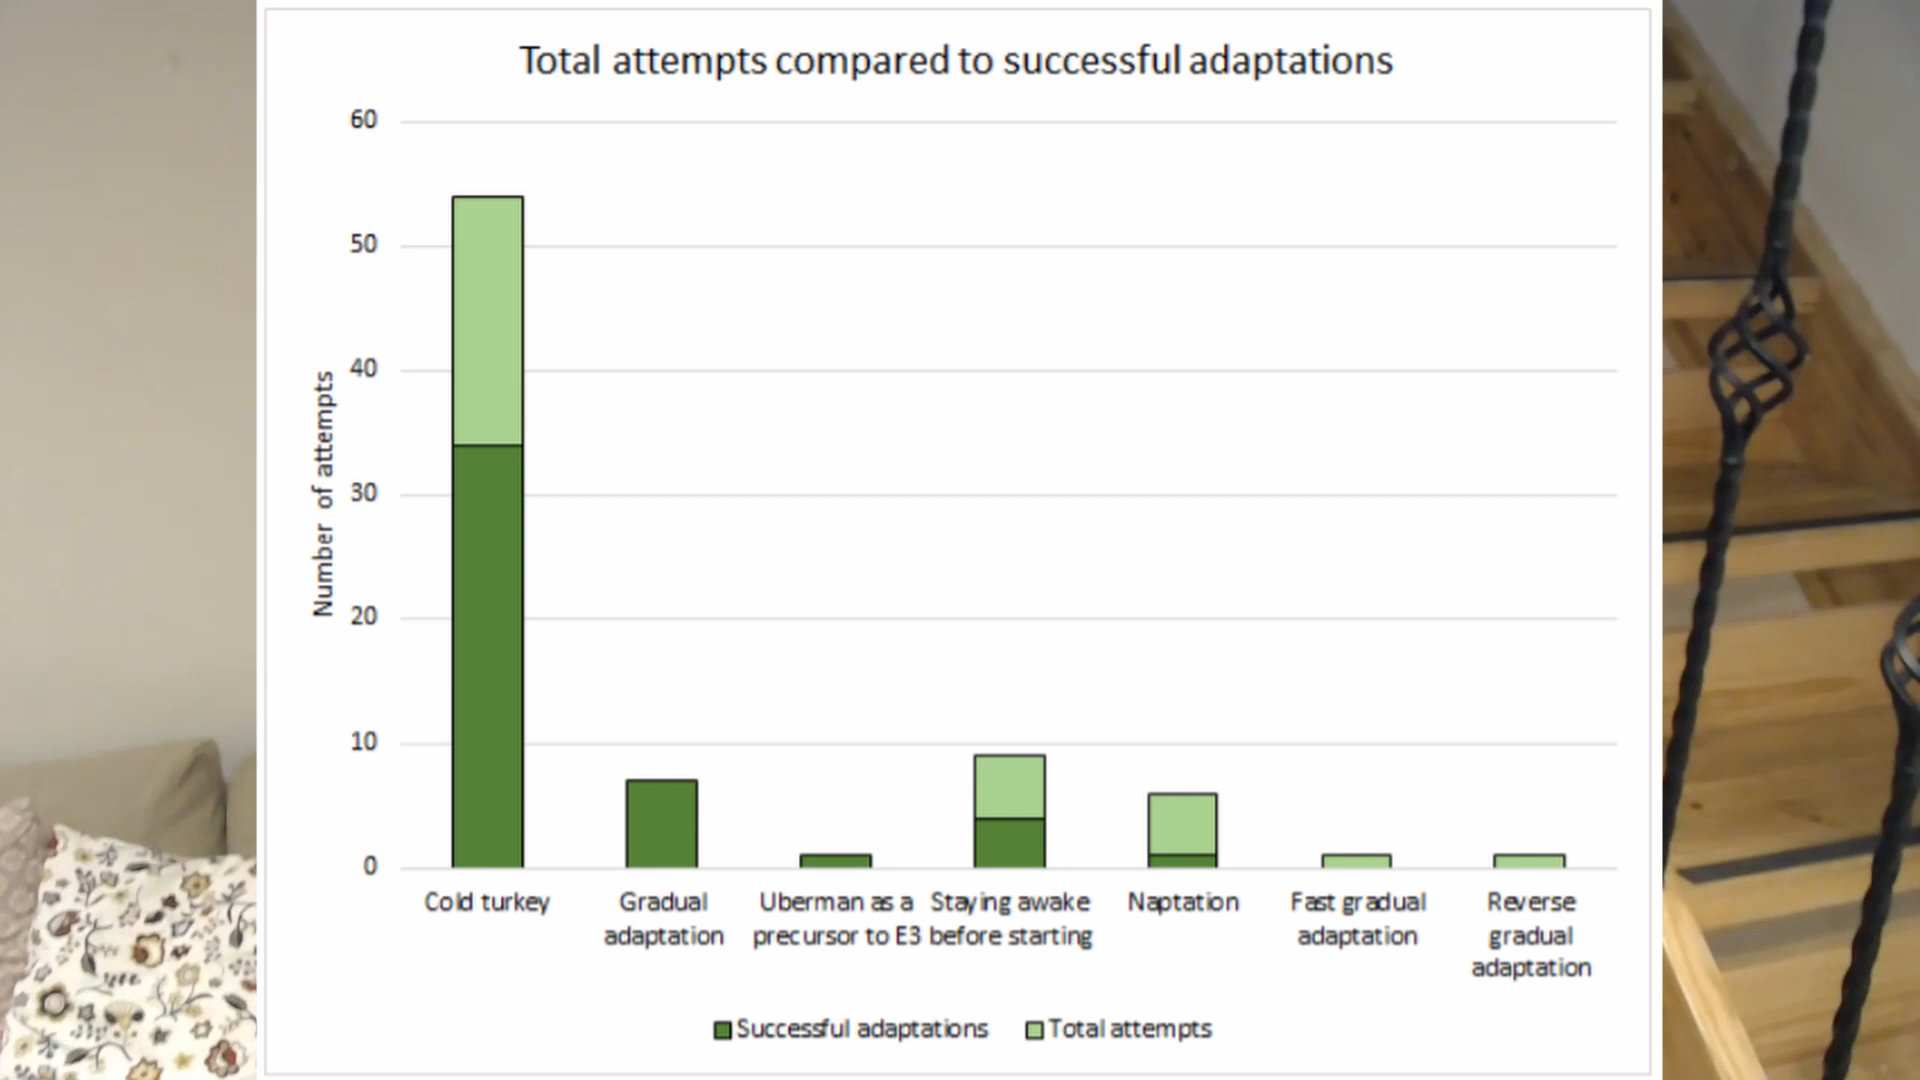 Total attempts compared to successful adaptations
60
50
40
30
20
10
0
Number of attempts
Cold turkey
Gradual
adaptation
Uberman as a
precursor to E3
Staying awake
before starting
Naptation
Fast gradual
adaptation
Reverse
gradual
adaptation
Successful adaptations
Total attempts